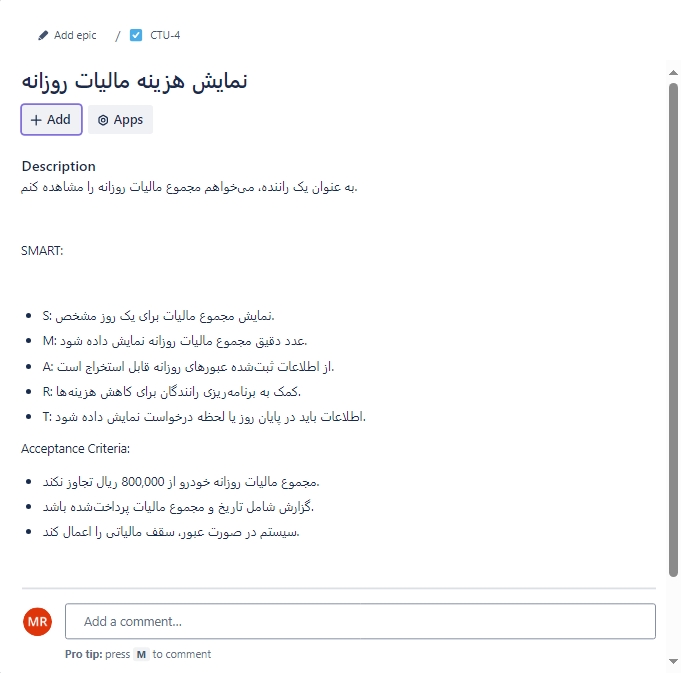 Add epic / CTU-4
نمایش هزینه مالیات روزانه
+ Add Apps
Description
به عنوان یک راننده، می‌خواهم مجموع مالیات روزانه را مشاهده کنم.
SMART:
• S: نمایش مجموع مالیات برای یک روز مشخص.
• M: عدد دقیق مجموع مالیات روزانه نمایش داده شود.
• A: از اطلاعات ثبت‌شده عبورهای روزانه قابل استخراج است.
• R: کمک به برنامه‌ریزی رانندگان برای کاهش هزینه‌ها.
• T: اطلاعات باید در پایان روز یا لحظه درخواست نمایش داده شود.
Acceptance Criteria:
• مجموع مالیات روزانه خودرو از 800,000 ریال تجاوز نکند.
• گزارش شامل تاریخ و مجموع مالیات پرداخت‌شده باشد.
• سیستم در صورت عبور، سقف مالیاتی را اعمال کند.
MR Add a comment...
Pro tip: press M to comment